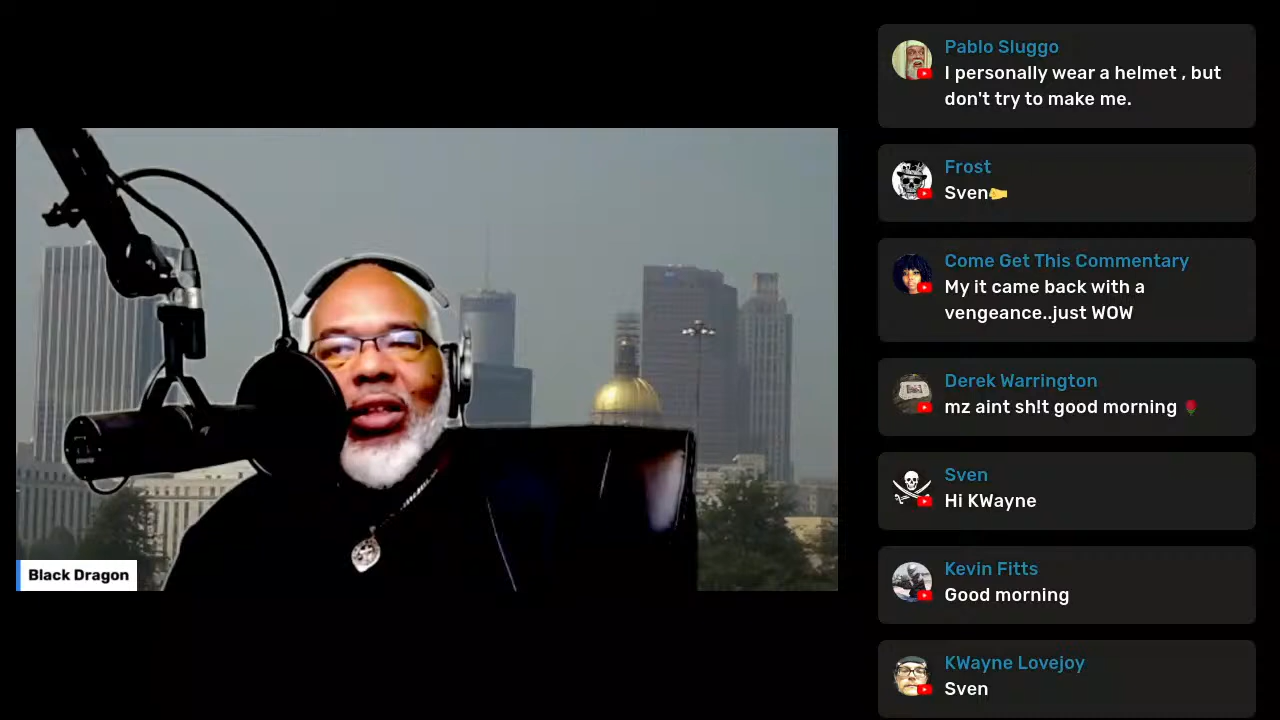 Pablo Sluggo
I personally wear a helmet , but
don't try to make me.
Frost
Sven🤜
Come Get This Commentary
My it came back with a
vengeance..just WOW
Derek Warrington
mz aint sh!t good morning 🌹
Sven
Hi KWayne
Kevin Fitts
Good morning
KWayne Lovejoy
Sven
Black Dragon